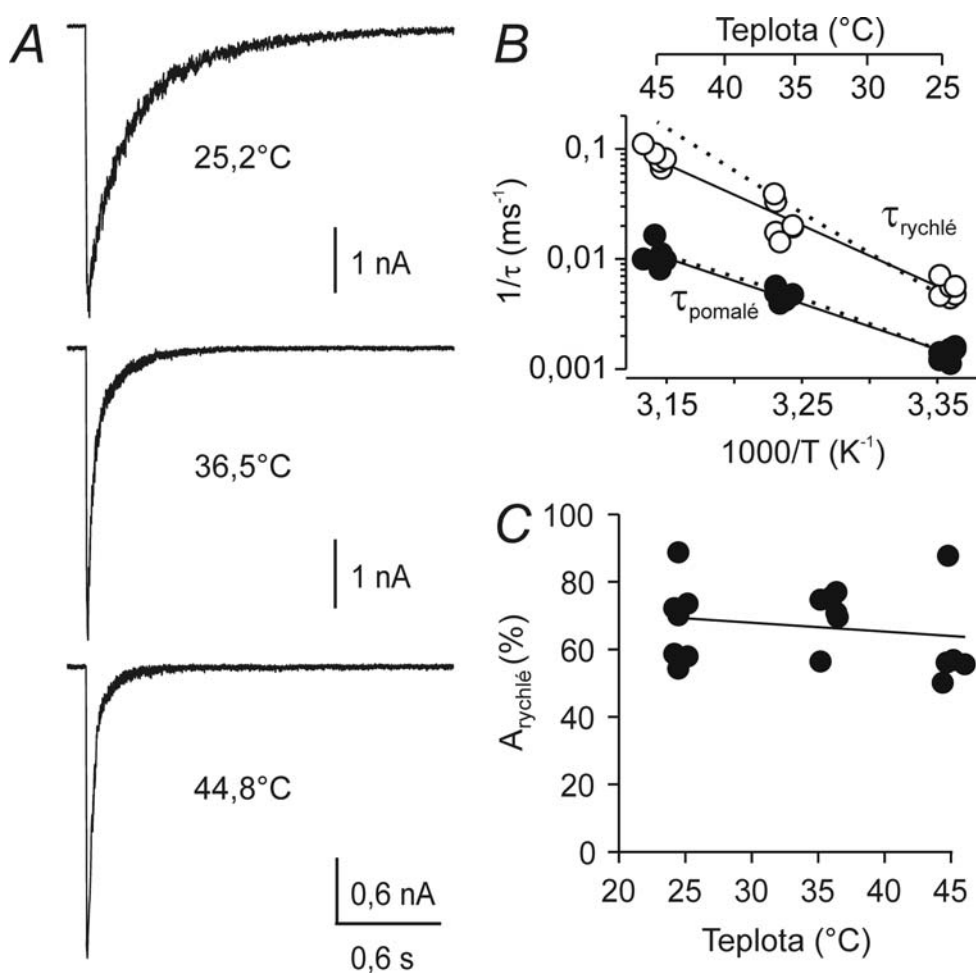 A
25,2°C
1 nA
36,5°C
1 nA
44,8°C
0,6 nA
0,6 s
B
Teplota (°C)
45 40 35 30 25
0,1
0,01
0,001
1/τ (ms⁻¹)
τrychlé
τpomalé
3,15 3,25 3,35
1000/T (K⁻¹)
C
100
80
60
40
20
0
Arychlé (%)
20 25 30 35 40 45
Teplota (°C)